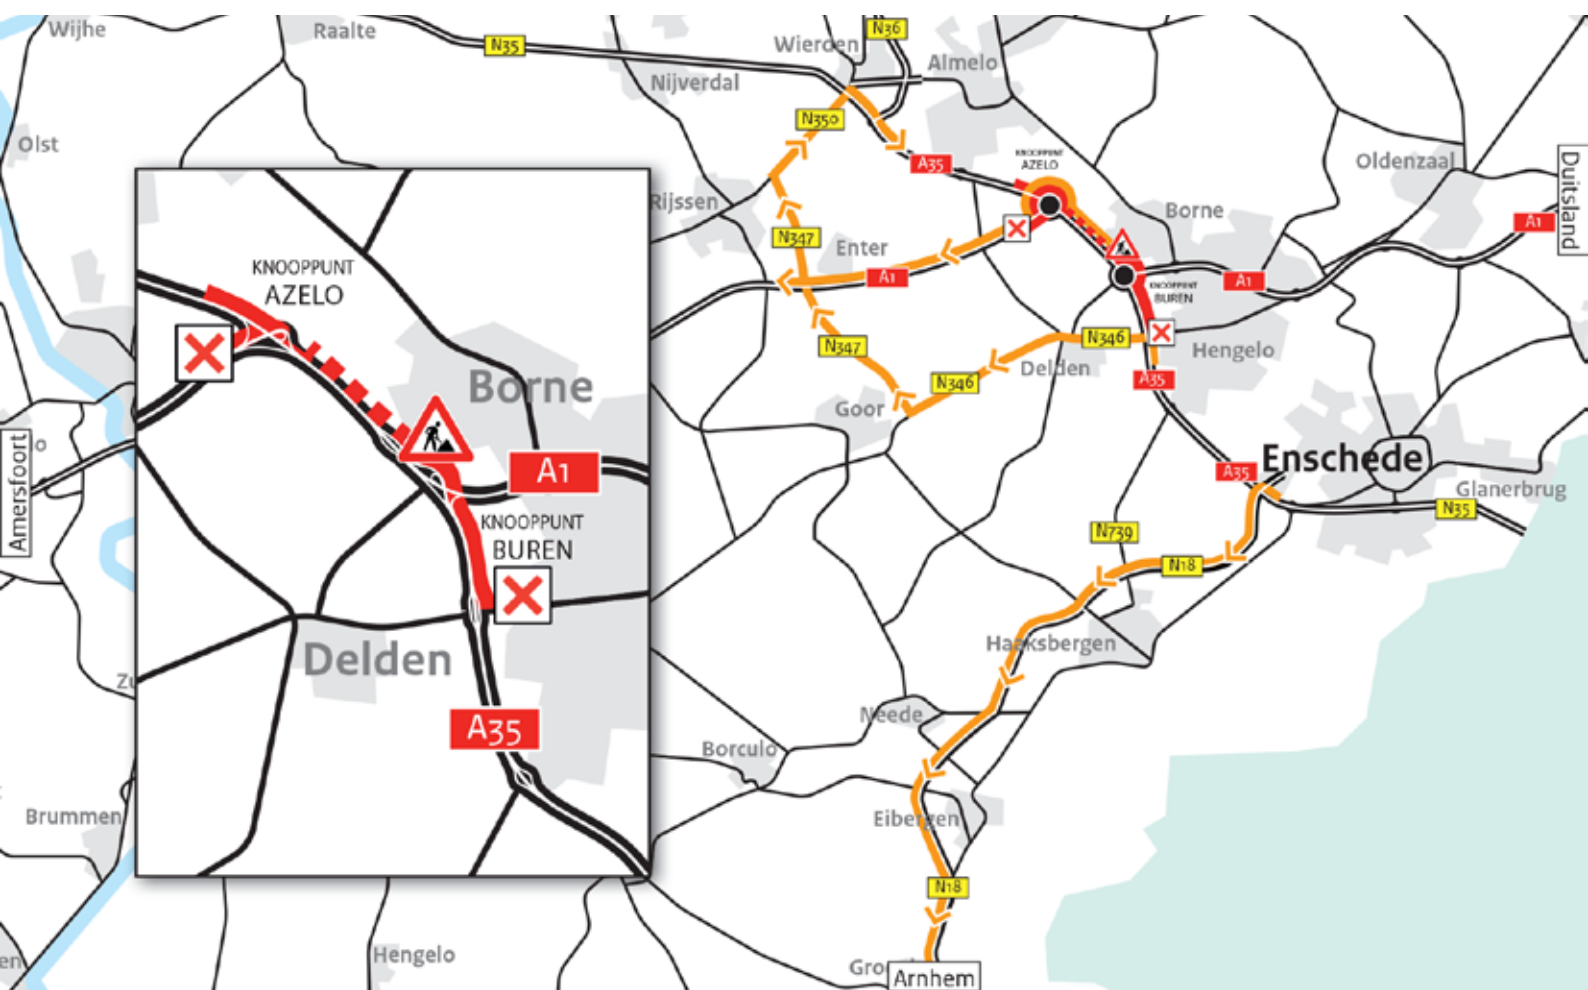 Wijhe
Raalte
N35
Wierden
N36
Almelo
Nijverdal
N350
Olst
A35
KNOOPPUNT
AZELO
Oldenzaal
Duitsland
Rijssen
Borne
A1
N347
Enter
A1
A1
KNOOPPUNT
BUREN
KNOOPPUNT
AZELO
N347
N346
Hengelo
Delden
A35
N346
Goor
Borne
A1
Amersfoort
A35
Enschede
Glanerbrug
N35
KNOOPPUNT
BUREN
N739
N18
Delden
Haaksbergen
A35
Neede
Borculo
Brummen
Eibergen
N18
Hengelo
Arnhem